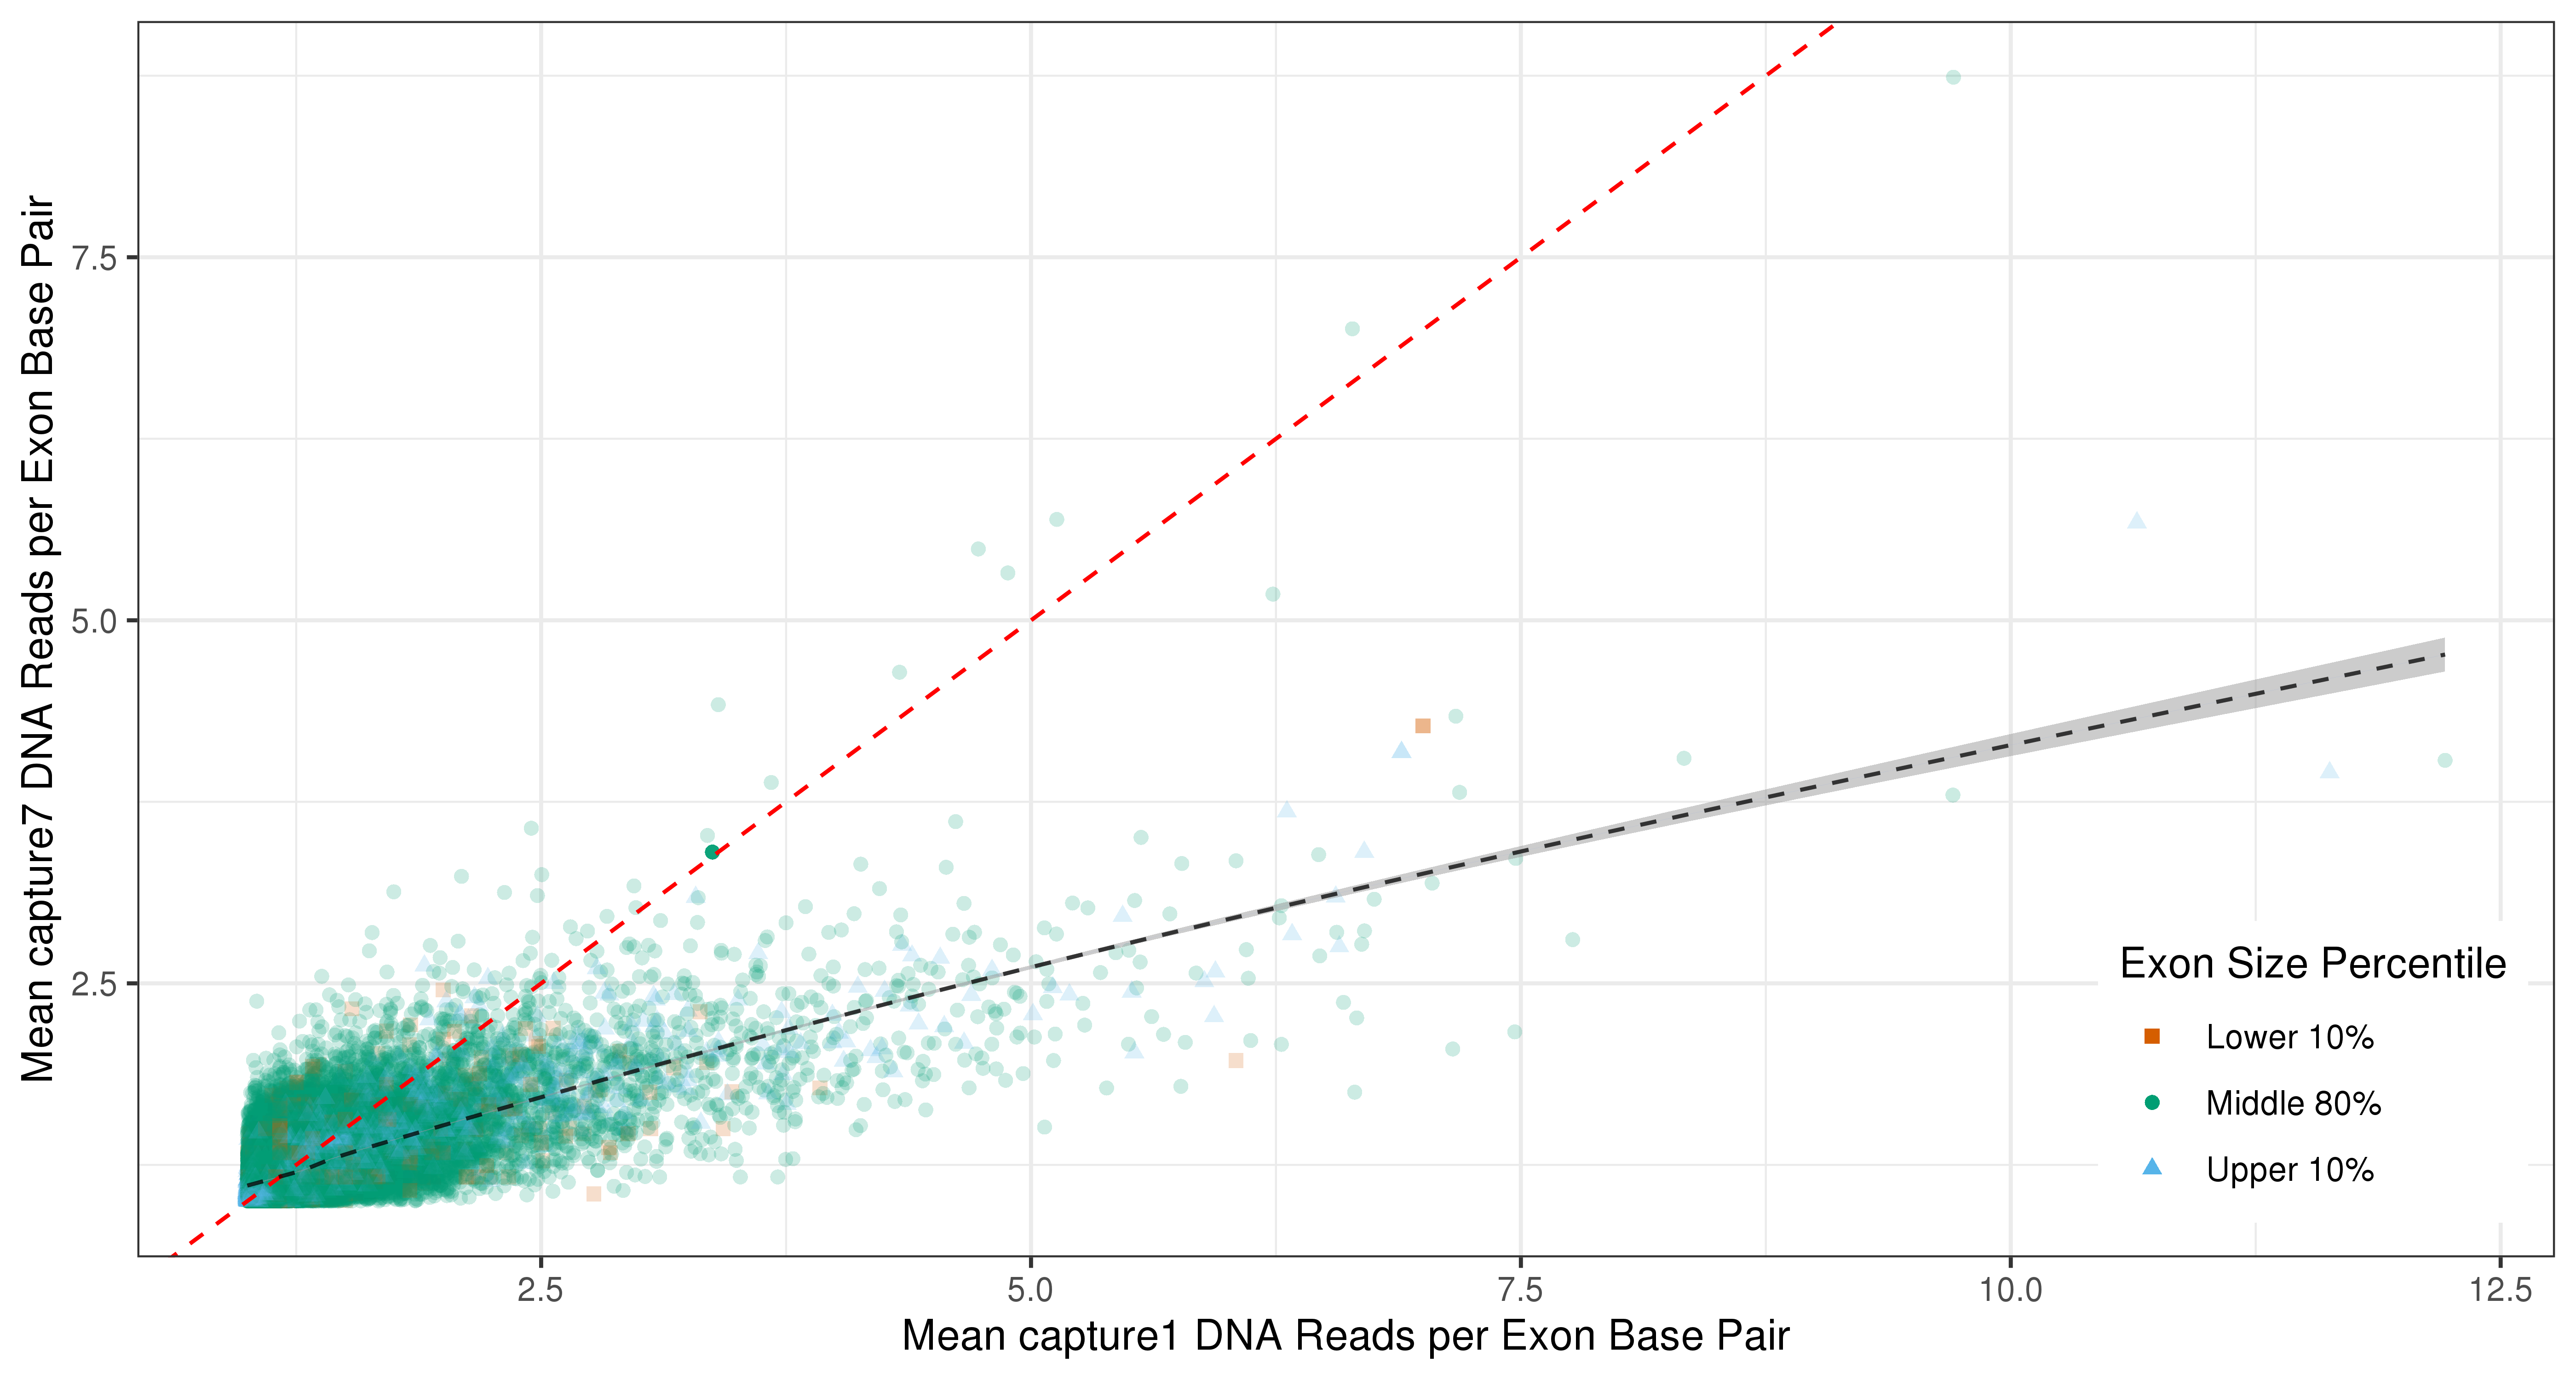 Mean capture7 DNA Reads per Exon Base Pair
7.5
5.0
2.5
2.5
5.0
7.5
10.0
12.5
Mean capture1 DNA Reads per Exon Base Pair
Exon Size Percentile
Lower 10%
Middle 80%
Upper 10%